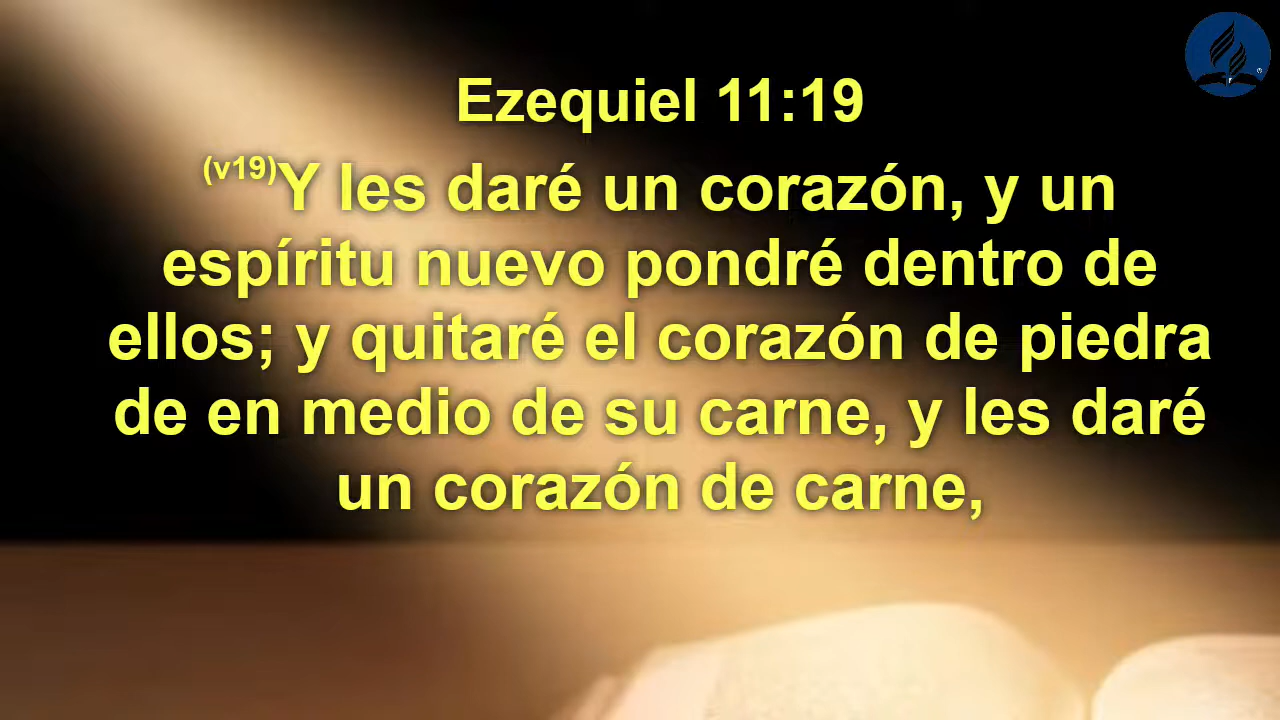 Ezequiel 11:19
(v19)Y les daré un corazón, y un
espíritu nuevo pondré dentro de
ellos; y quitaré el corazón de piedra
de en medio de su carne, y les daré
un corazón de carne,